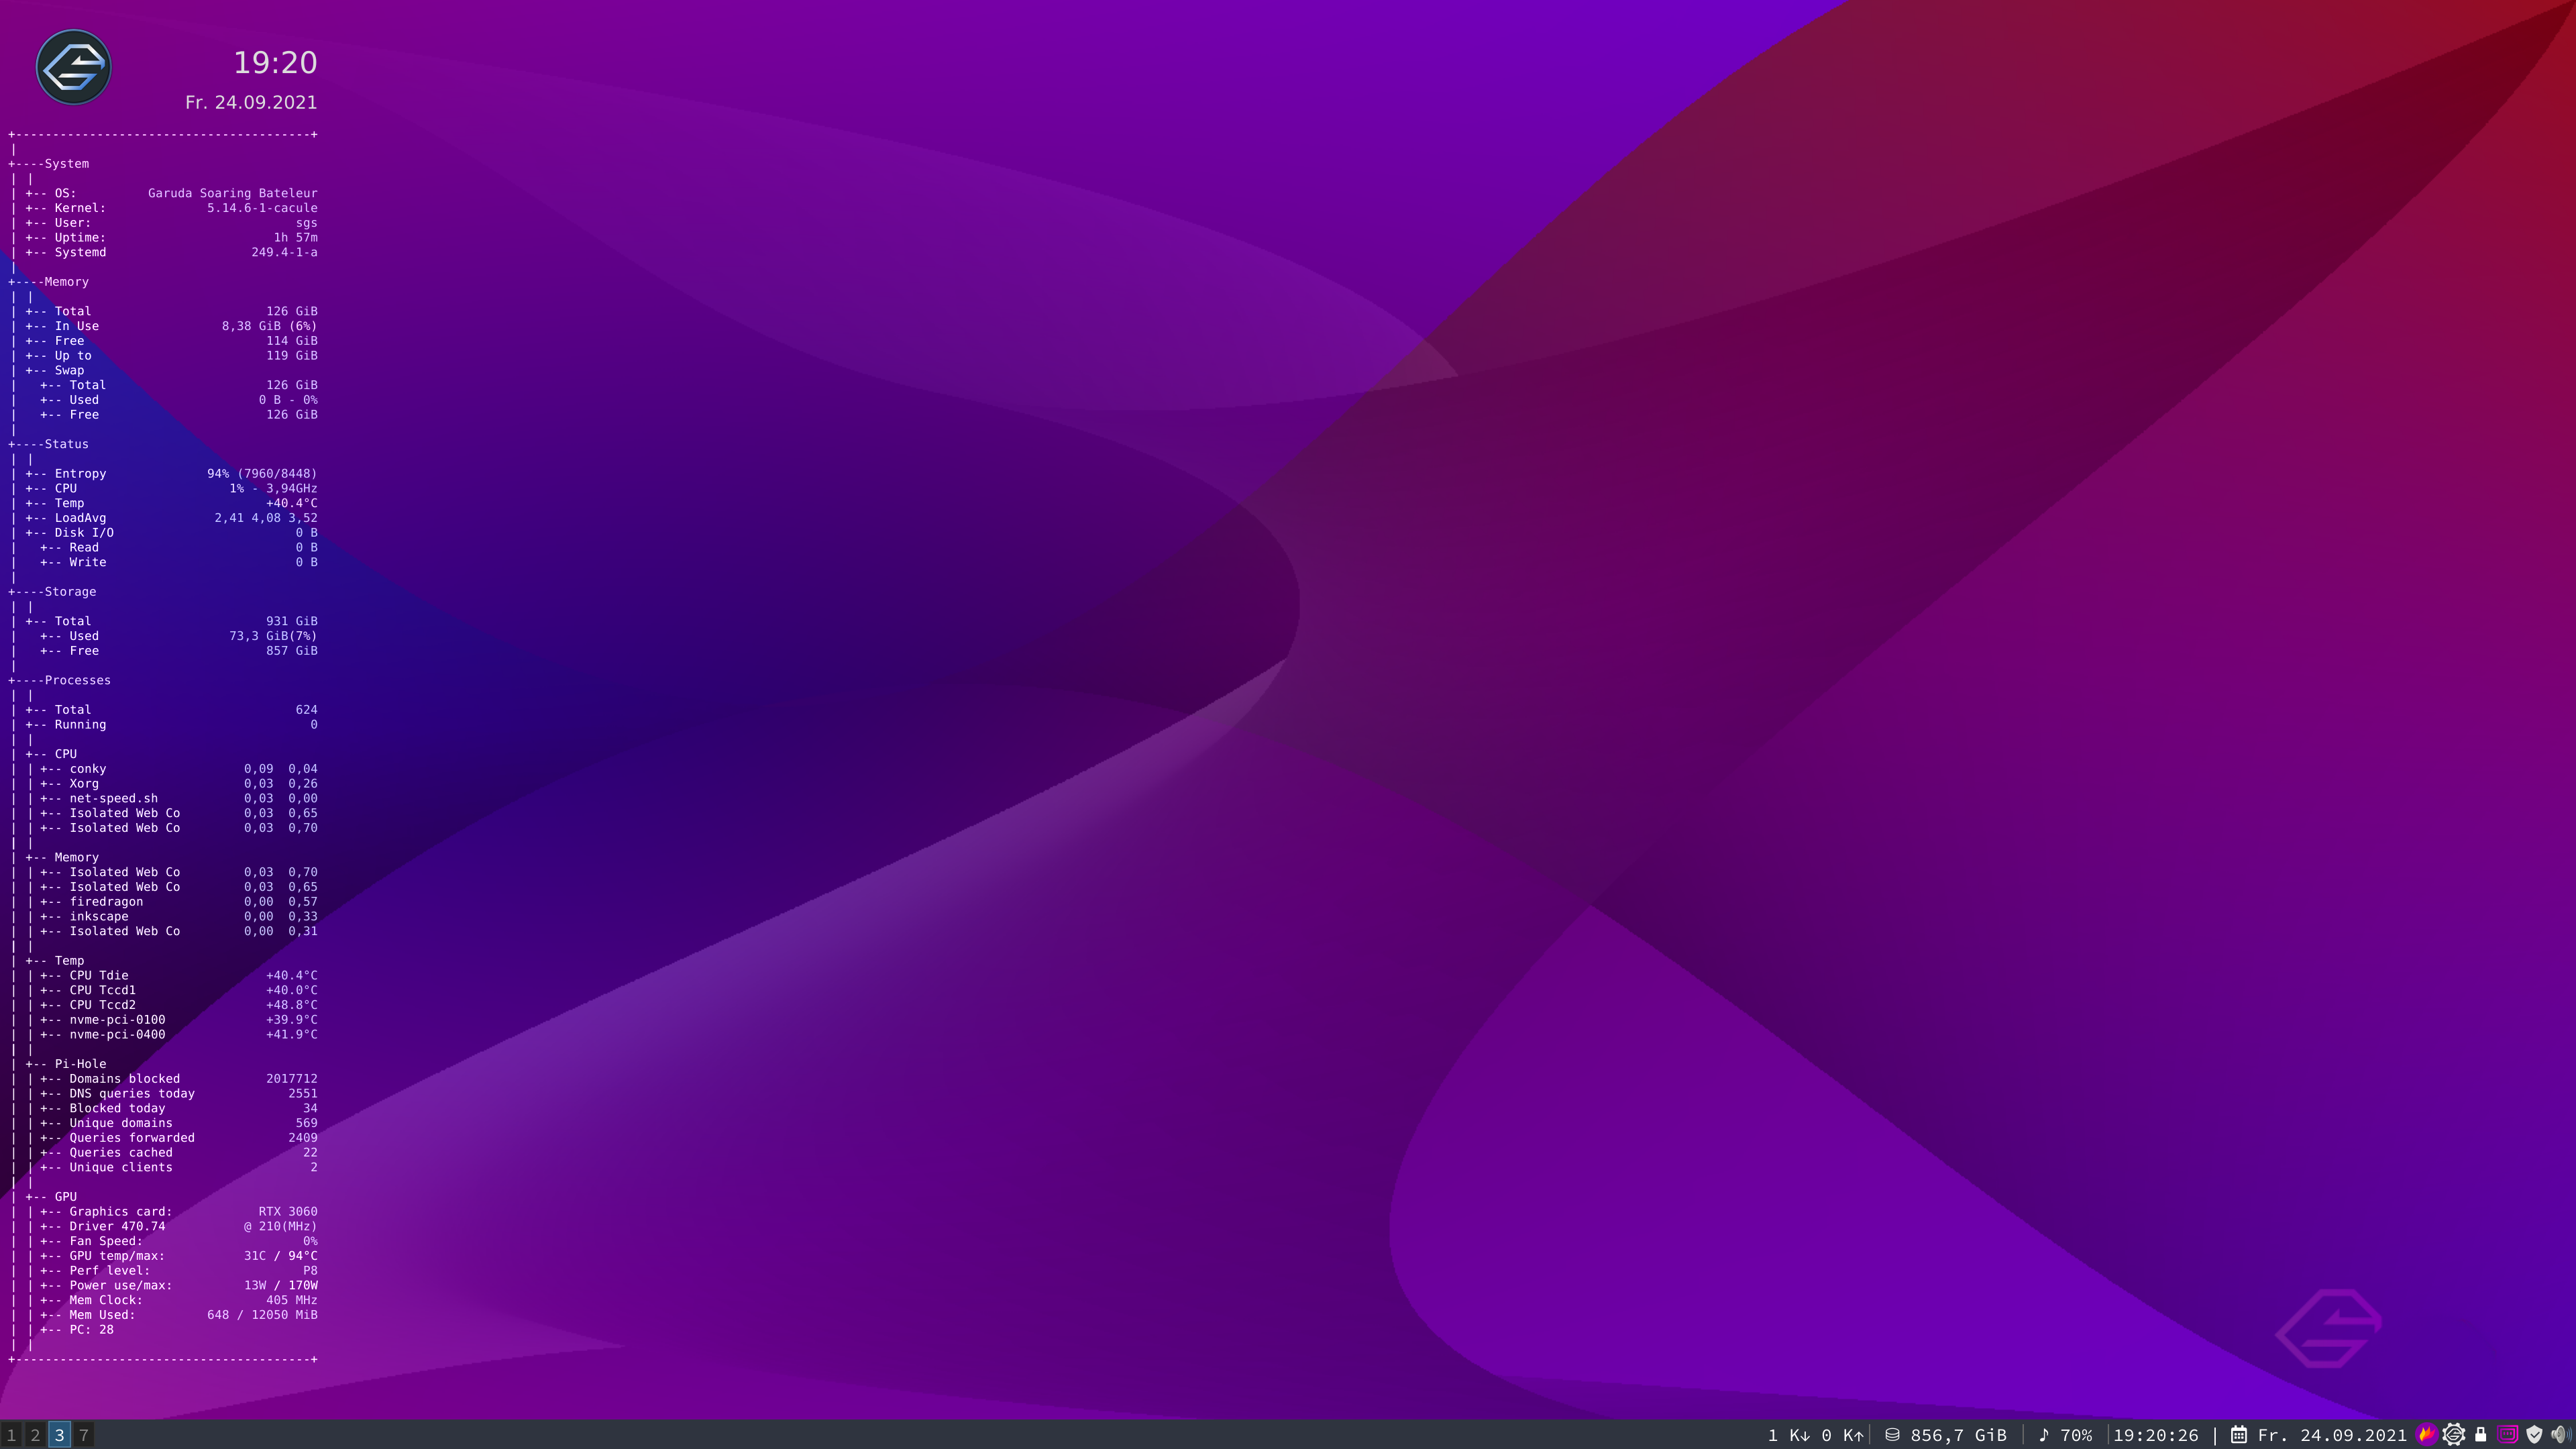 19:20
Fr. 24.09.2021
+----------------------------------------+
|
+----System
| |
| +-- OS: Garuda Soaring Bateleur
| +-- Kernel: 5.14.6-1-cacule
| +-- User: sgs
| +-- Uptime: 1h 57m
| +-- Systemd 249.4-1-a
|
+----Memory
| |
| +-- Total 126 GiB
| +-- In Use 8,38 GiB (6%)
| +-- Free 114 GiB
| +-- Up to 119 GiB
| +-- Swap
|   +-- Total 126 GiB
|   +-- Used 0 B - 0%
|   +-- Free 126 GiB
|
+----Status
| |
| +-- Entropy 94% (7960/8448)
| +-- CPU 1% - 3,94GHz
| +-- Temp +40.4°C
| +-- LoadAvg 2,41 4,08 3,52
| +-- Disk I/O 0 B
|   +-- Read 0 B
|   +-- Write 0 B
|
+----Storage
| |
| +-- Total 931 GiB
|   +-- Used 73,3 GiB(7%)
|   +-- Free 857 GiB
|
+----Processes
| |
| +-- Total 624
| +-- Running 0
| |
| +-- CPU
| | +-- conky 0,09 0,04
| | +-- Xorg 0,03 0,26
| | +-- net-speed.sh 0,03 0,00
| | +-- Isolated Web Co 0,03 0,65
| | +-- Isolated Web Co 0,03 0,70
| |
| +-- Memory
| | +-- Isolated Web Co 0,03 0,70
| | +-- Isolated Web Co 0,03 0,65
| | +-- firedragon 0,00 0,57
| | +-- inkscape 0,00 0,33
| | +-- Isolated Web Co 0,00 0,31
| |
| +-- Temp
| | +-- CPU Tdie +40.4°C
| | +-- CPU Tccd1 +40.0°C
| | +-- CPU Tccd2 +48.8°C
| | +-- nvme-pci-0100 +39.9°C
| | +-- nvme-pci-0400 +41.9°C
| |
| +-- Pi-Hole
| | +-- Domains blocked 2017712
| | +-- DNS queries today 2551
| | +-- Blocked today 34
| | +-- Unique domains 569
| | +-- Queries forwarded 2409
| | +-- Queries cached 22
| | +-- Unique clients 2
| |
| +-- GPU
| | +-- Graphics card: RTX 3060
| | +-- Driver 470.74 @ 210(MHz)
| | +-- Fan Speed: 0%
| | +-- GPU temp/max: 31C / 94°C
| | +-- Perf level: P8
| | +-- Power use/max: 13W / 170W
| | +-- Mem Clock: 405 MHz
| | +-- Mem Used: 648 / 12050 MiB
| | +-- PC: 28
| |
+----------------------------------------+
1 2 3 7 1 K↓ 0 K↑ 856,7 GiB ♪ 70% 19:20:26 | Fr. 24.09.2021